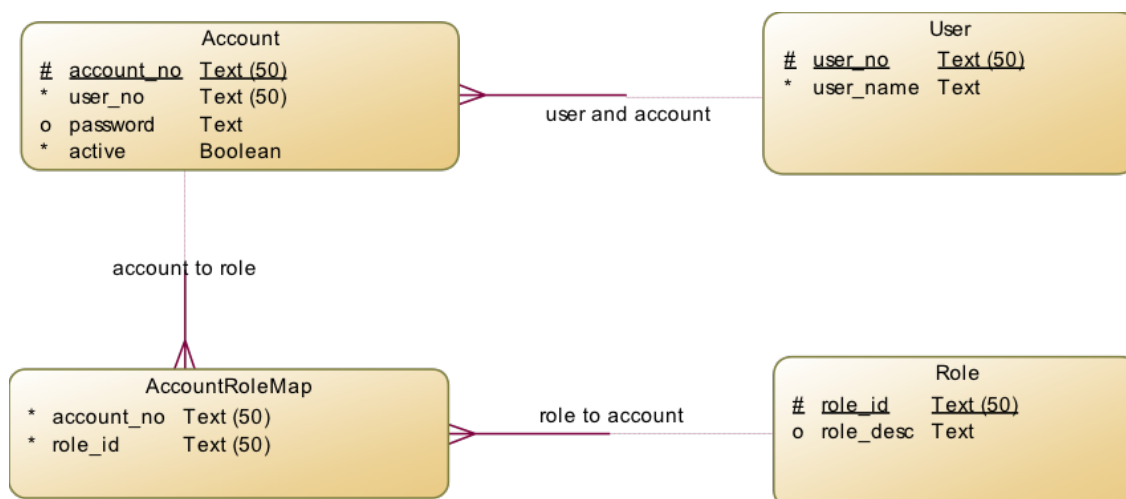 Account
# account_no Text (50)
* user_no Text (50)
o password Text
* active Boolean
user and account
User
# user_no Text (50)
* user_name Text
account to role
AccountRoleMap
* account_no Text (50)
* role_id Text (50)
role to account
Role
# role_id Text (50)
o role_desc Text